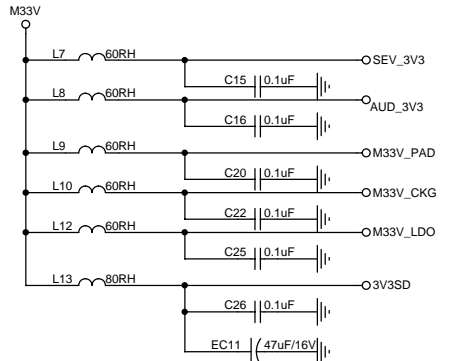 M33V
L7 60RH SEV_3V3
C15 0.1uF
L8 60RH AUD_3V3
C16 0.1uF
L9 60RH M33V_PAD
C20 0.1uF
L10 60RH M33V_CKG
C22 0.1uF
L12 60RH M33V_LDO
C25 0.1uF
L13 80RH 3V3SD
C26 0.1uF
EC11 47uF/16V